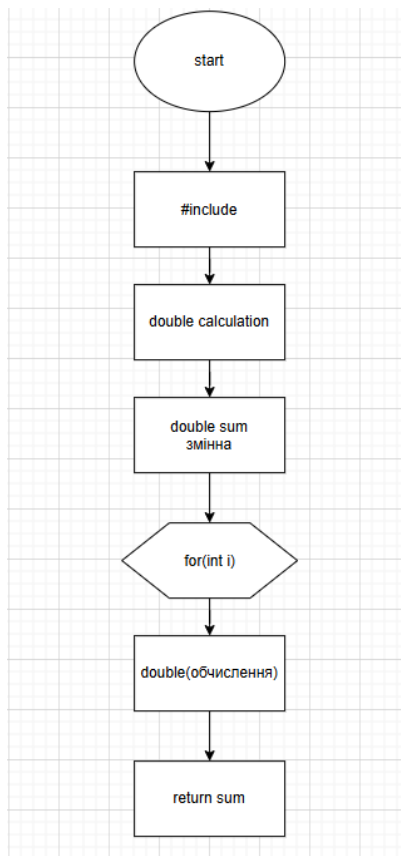 start
#include
double calculation
double sum
змінна
for(int i)
double(обчислення)
return sum